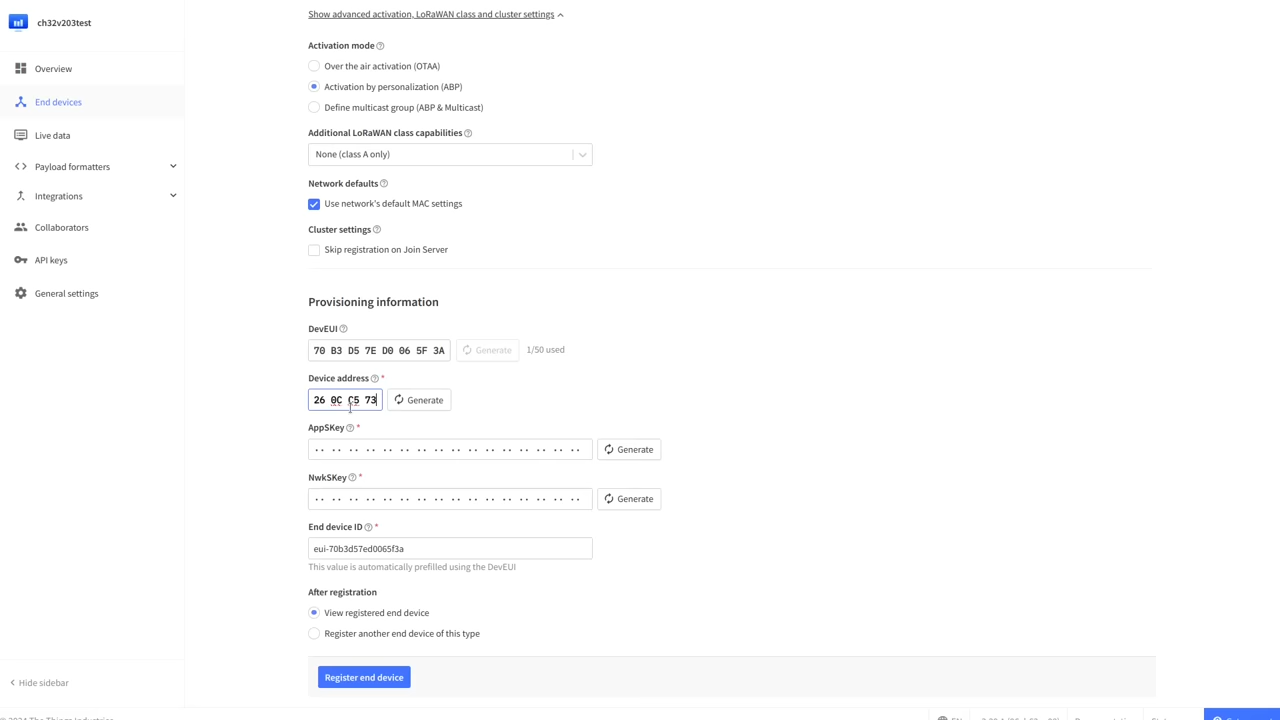 ch32v203test
Overview
End devices
Live data
Payload formatters
Integrations
Collaborators
API keys
General settings
Hide sidebar
Show advanced activation, LoRaWAN class and cluster settings
Activation mode
Over the air activation (OTAA)
Activation by personalization (ABP)
Define multicast group (ABP & Multicast)
Additional LoRaWAN class capabilities
None (class A only)
Network defaults
Use network's default MAC settings
Cluster settings
Skip registration on Join Server
Provisioning information
DevEUI
70 B3 D5 7E D0 06 5F 3A Generate 1/50 used
Device address *
26 0C C5 73 Generate
AppSKey *
·· ·· ·· ·· ·· ·· ·· ·· ·· ·· ·· ·· ·· ·· ·· ·· Generate
NwkSKey *
·· ·· ·· ·· ·· ·· ·· ·· ·· ·· ·· ·· ·· ·· ·· ·· Generate
End device ID *
eui-70b3d57ed0065f3a
This value is automatically prefilled using the DevEUI
After registration
View registered end device
Register another end device of this type
Register end device
© 2024 The Things Industries
EN